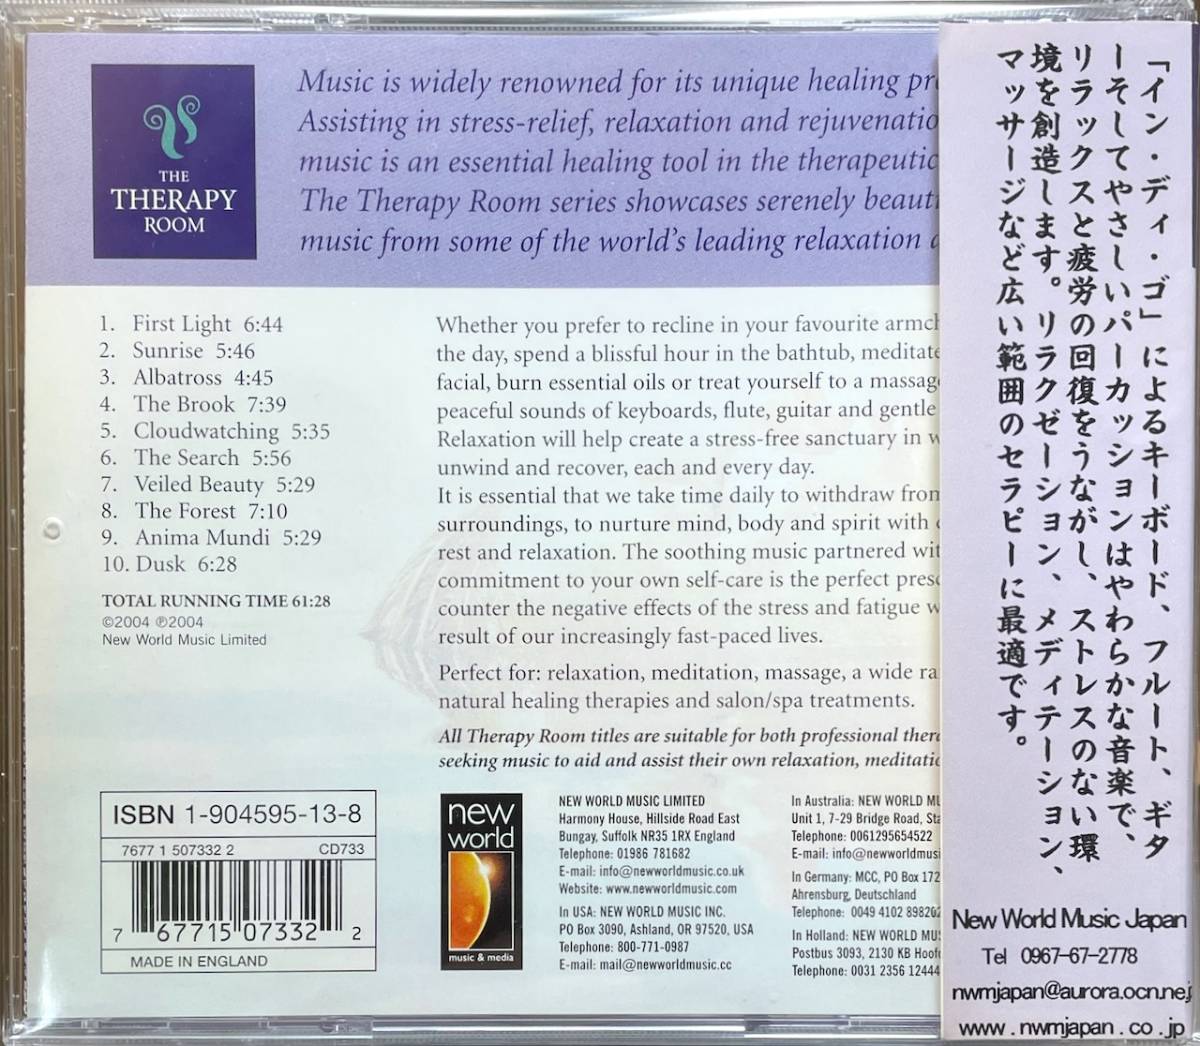 THE
THERAPY
ROOM
Music is widely renowned for its unique healing
Assisting in stress-relief, relaxation and
music is an essential healing tool in the
The Therapy Room series showcases serenely
music from some of the world's leading relaxation
1. First Light 6:44
2. Sunrise 5:46
3. Albatross 4:45
4. The Brook 7:39
5. Cloudwatching 5:35
6. The Search 5:56
7. Veiled Beauty 5:29
8. The Forest 7:10
9. Anima Mundi 5:29
10. Dusk 6:28
TOTAL RUNNING TIME 61:28
©2004 ℗2004
New World Music Limited
Whether you prefer to recline in your favourite
the day, spend a blissful hour in the bathtub, meditate
facial, burn essential oils or treat yourself to a
peaceful sounds of keyboards, flute, guitar and gentle
Relaxation will help create a stress-free sanctuary in
unwind and recover, each and every day.
It is essential that we take time daily to withdraw
surroundings, to nurture mind, body and spirit with
rest and relaxation. The soothing music partnered
commitment to your own self-care is the perfect
counter the negative effects of the stress and fatigue
result of our increasingly fast-paced lives.
Perfect for: relaxation, meditation, massage, a wide
natural healing therapies and salon/spa treatments.
All Therapy Room titles are suitable for both professional
seeking music to aid and assist their own relaxation,
ISBN 1-904595-13-8
7677 1 507332 2 CD733
7 67715 07332 2
MADE IN ENGLAND
new
world
music & media
NEW WORLD MUSIC LIMITED
Harmony House, Hillside Road East
Bungay, Suffolk NR35 1RX England
Telephone: 01986 781682
E-mail: info@newworldmusic.co.uk
Website: www.newworldmusic.com
In USA: NEW WORLD MUSIC INC.
PO Box 3090, Ashland, OR 97520, USA
Telephone: 800-771-0987
E-mail: mail@newworldmusic.cc
In Australia: NEW WORLD
Unit 1, 7-29 Bridge Road,
Telephone: 0061295654522
E-mail:
In Germany: MCC, PO Box
Ahrensburg, Deutschland
Telephone: 0049 4102
In Holland: NEW WORLD
Postbus 3093, 2130 KB
Telephone: 0031 2356
「イン・ディ・ゴ」によるキーボード、フルート、ギタ
ーそしてやさしいパーカッションはやわらかな音楽で、
リラックスと疲労の回復をうながし、ストレスのない環
境を創造します。リラクゼーション、メディテーション、
マッサージなど広い範囲のセラピーに最適です。
New World Music Japan
Tel 0967-67-2778
nwmjapan@aurora.ocn.ne.j
www.nwmjapan.co.jp